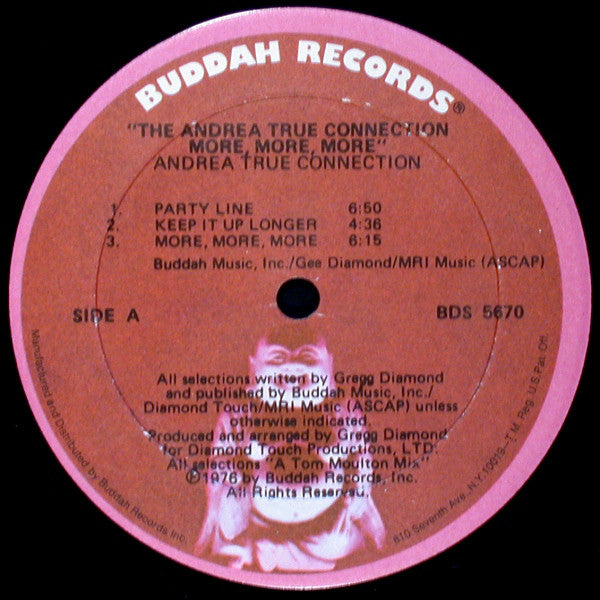 BUDDAH RECORDS®
"THE ANDREA TRUE CONNECTION
MORE, MORE, MORE"
ANDREA TRUE CONNECTION
1. PARTY LINE 6:50
2. KEEP IT UP LONGER 4:36
3. MORE, MORE, MORE 6:15
Buddah Music, Inc./Gee Diamond/MRI Music (ASCAP)
SIDE A BDS 5670
All selections written by Gregg Diamond
and published by Buddah Music, Inc./
Diamond Touch/MRI Music (ASCAP) unless
otherwise indicated.
Produced and arranged by Gregg Diamond
for Diamond Touch Productions, LTD.
All selections "A Tom Moulton Mix"
Ⓟ1976 by Buddah Records, Inc.
All Rights Reserved.
Manufactured and Distributed by Buddah Records Inc.
810 Seventh Ave., N.Y. 10019–T.M. Reg. U.S. Pat. Off.